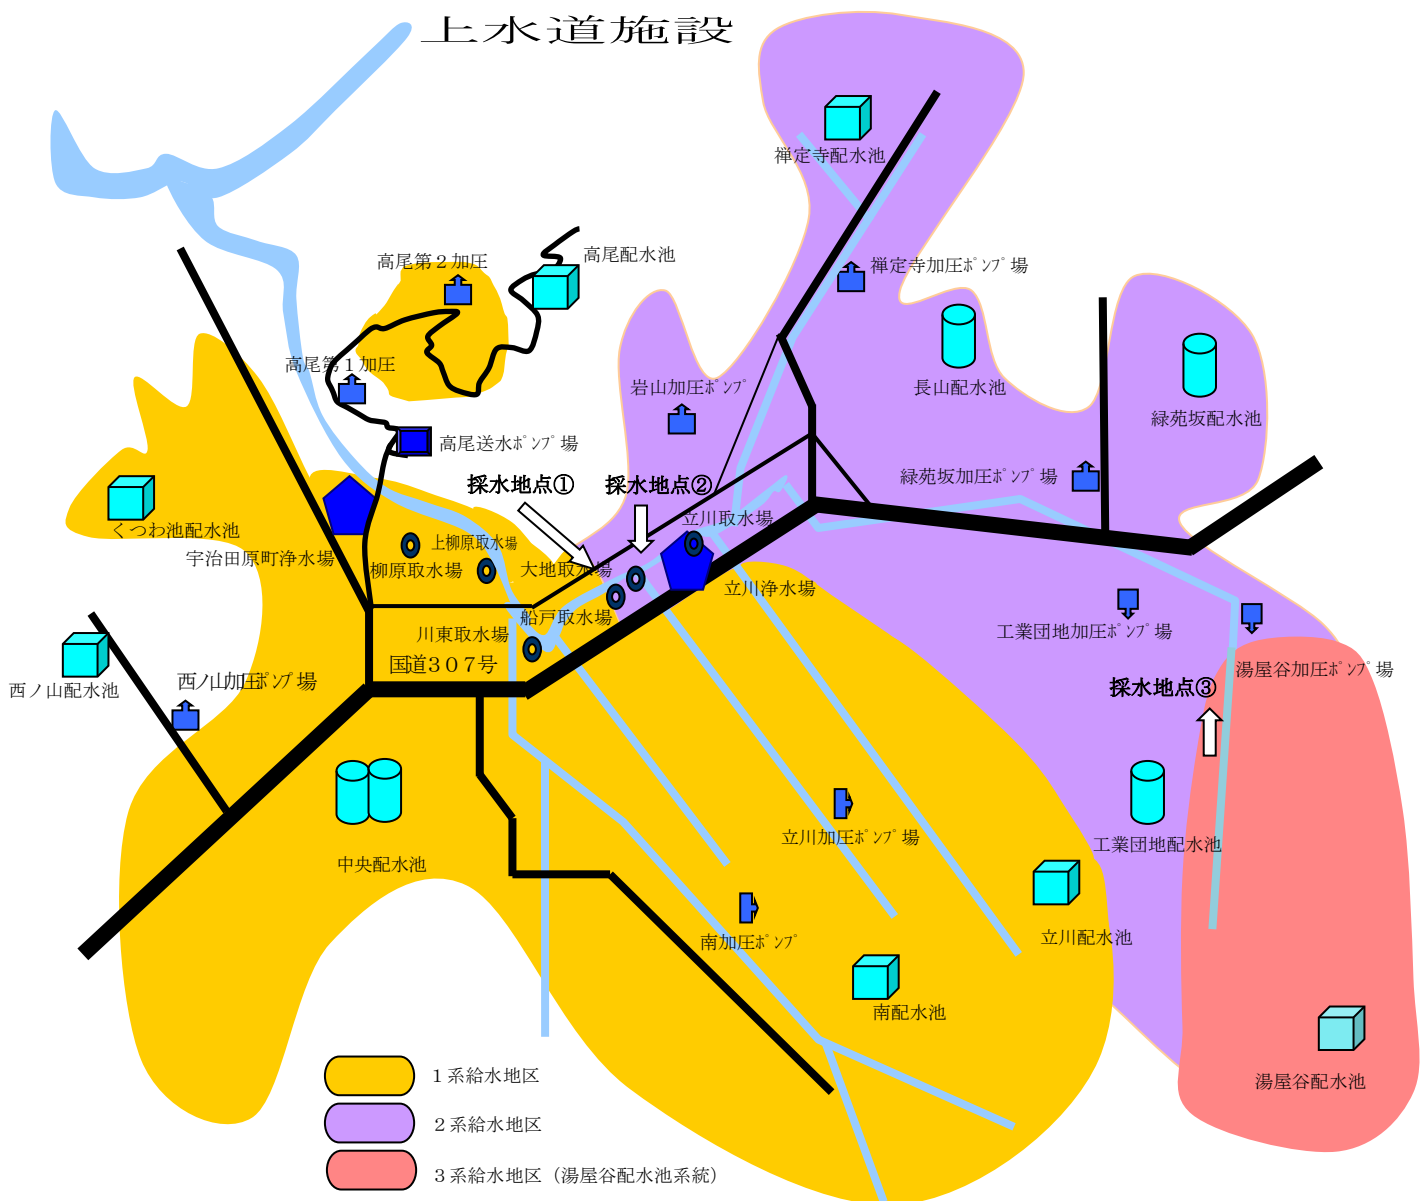 上水道施設
禅定寺配水池
高尾配水池
高尾第２加圧
禅定寺加圧ﾎﾟﾝﾌﾟ場
高尾第１加圧
岩山加圧ﾎﾟﾝﾌﾟ
長山配水池
緑苑坂配水池
高尾送水ﾎﾟﾝﾌﾟ場
緑苑坂加圧ﾎﾟﾝﾌﾟ場
採水地点①
採水地点②
くつわ池配水池
立川取水場
宇治田原町浄水場
上柳原取水場
柳原取水場
大地取水場
立川浄水場
船戸取水場
川東取水場
工業団地加圧ﾎﾟﾝﾌﾟ場
国道３０７号
湯屋谷加圧ﾎﾟﾝﾌﾟ場
西ノ山配水池
西ノ山加圧ﾎﾟﾝﾌﾟ場
採水地点③
立川加圧ﾎﾟﾝﾌﾟ場
工業団地配水池
中央配水池
南加圧ﾎﾟﾝﾌﾟ
立川配水池
南配水池
湯屋谷配水池
１系給水地区
２系給水地区
３系給水地区（湯屋谷配水池系統）